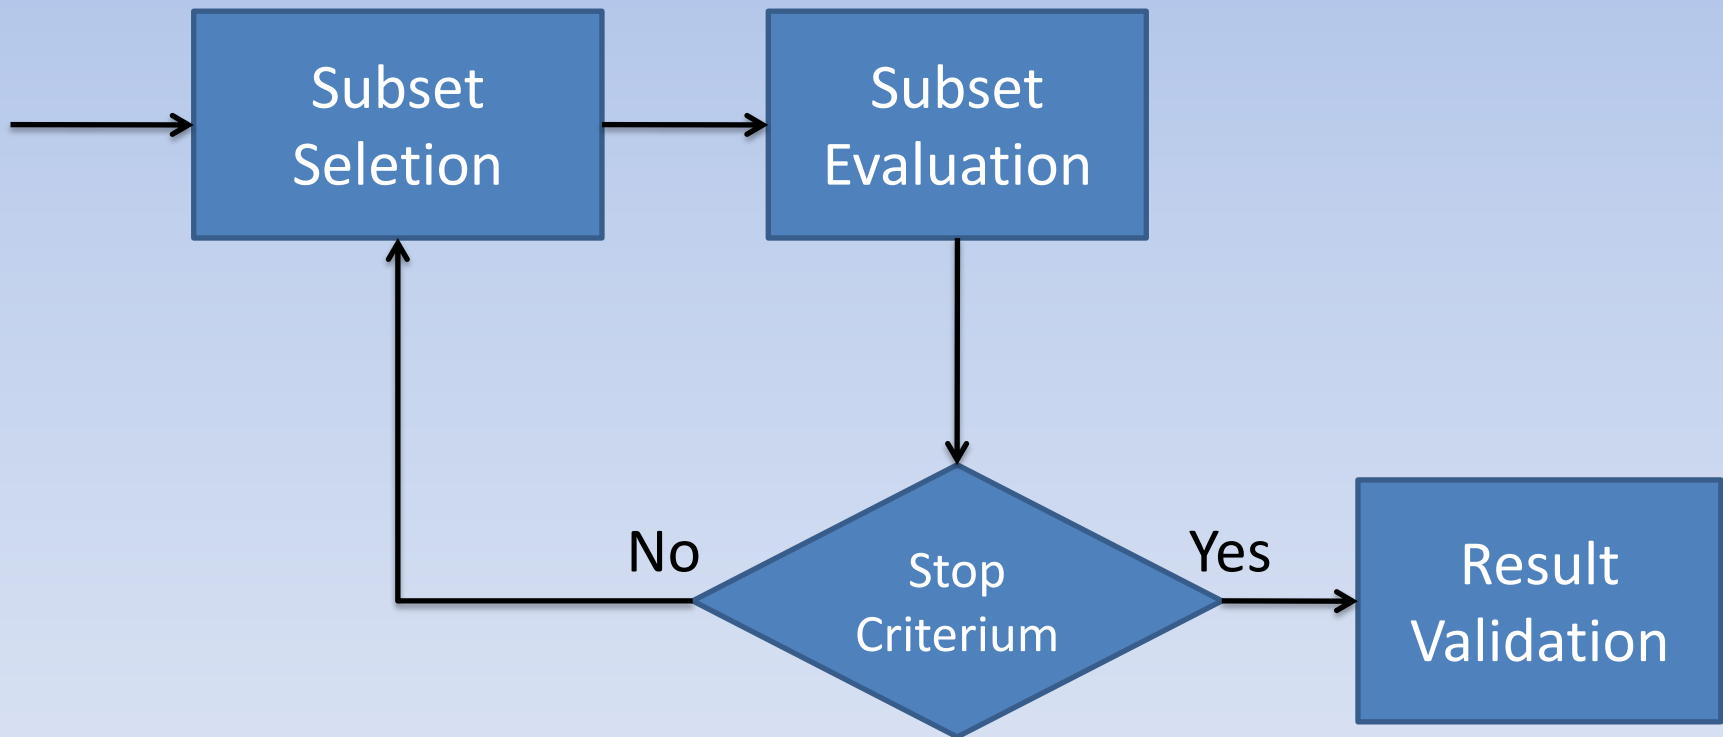 Subset
Seletion
Subset
Evaluation
No
Stop
Criterium
Yes
Result
Validation